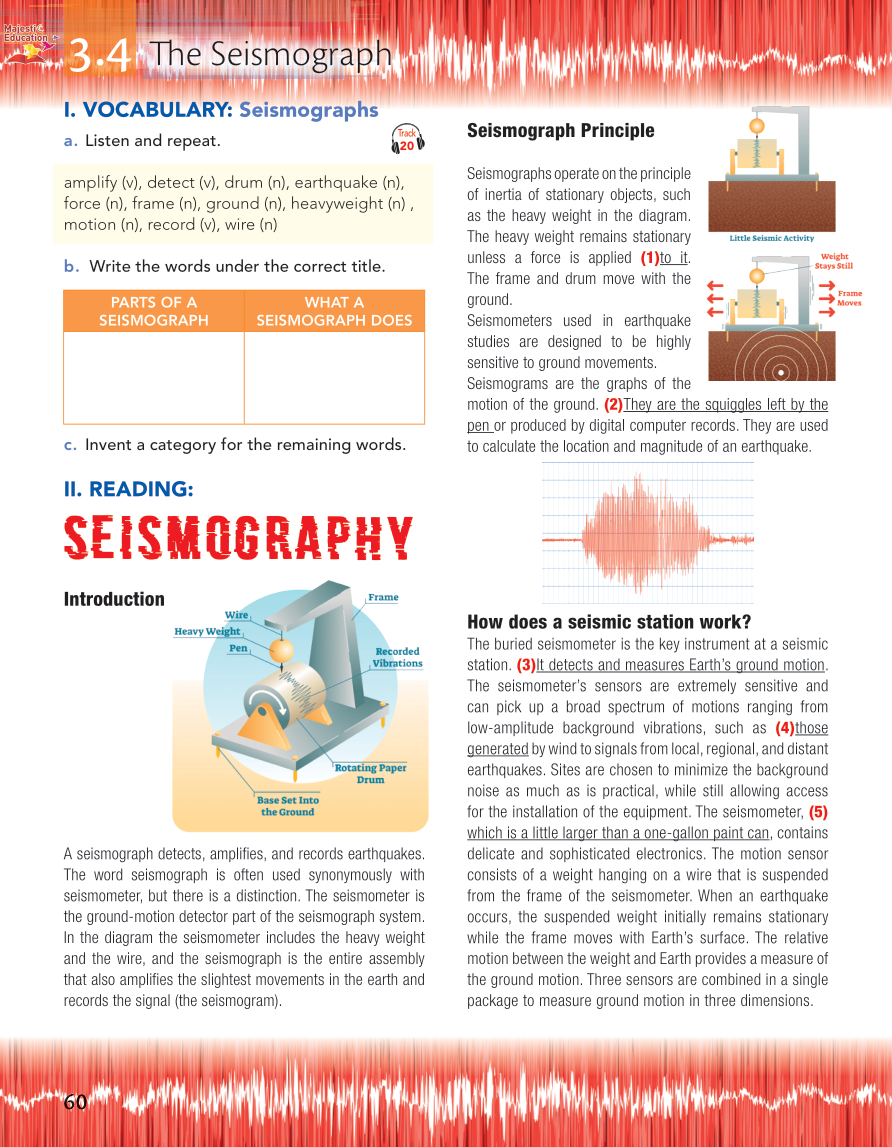 Majestic
Education
3.4 The Seismograph
I. VOCABULARY: Seismographs
a. Listen and repeat.
Track
20
amplify (v), detect (v), drum (n), earthquake (n),
force (n), frame (n), ground (n), heavyweight (n) ,
motion (n), record (v), wire (n)
b. Write the words under the correct title.
PARTS OF A
SEISMOGRAPH
WHAT A
SEISMOGRAPH DOES
c. Invent a category for the remaining words.
II. READING:
SEISMOGRAPHY
Introduction
Frame
Wire
Heavy Weight
Pen
Recorded
Vibrations
Rotating Paper
Drum
Base Set Into
the Ground
A seismograph detects, amplifies, and records earthquakes.
The word seismograph is often used synonymously with
seismometer, but there is a distinction. The seismometer is
the ground-motion detector part of the seismograph system.
In the diagram the seismometer includes the heavy weight
and the wire, and the seismograph is the entire assembly
that also amplifies the slightest movements in the earth and
records the signal (the seismogram).
Seismograph Principle
Seismographs operate on the principle
of inertia of stationary objects, such
as the heavy weight in the diagram.
The heavy weight remains stationary
unless a force is applied (1)to it.
The frame and drum move with the
ground.
Seismometers used in earthquake
studies are designed to be highly
sensitive to ground movements.
Seismograms are the graphs of the
motion of the ground. (2)They are the squiggles left by the
pen or produced by digital computer records. They are used
to calculate the location and magnitude of an earthquake.
Little Seismic Activity
Weight
Stays Still
Frame
Moves
How does a seismic station work?
The buried seismometer is the key instrument at a seismic
station. (3)It detects and measures Earth's ground motion.
The seismometer's sensors are extremely sensitive and
can pick up a broad spectrum of motions ranging from
low-amplitude background vibrations, such as (4)those
generated by wind to signals from local, regional, and distant
earthquakes. Sites are chosen to minimize the background
noise as much as is practical, while still allowing access
for the installation of the equipment. The seismometer, (5)
which is a little larger than a one-gallon paint can, contains
delicate and sophisticated electronics. The motion sensor
consists of a weight hanging on a wire that is suspended
from the frame of the seismometer. When an earthquake
occurs, the suspended weight initially remains stationary
while the frame moves with Earth's surface. The relative
motion between the weight and Earth provides a measure of
the ground motion. Three sensors are combined in a single
package to measure ground motion in three dimensions.
60